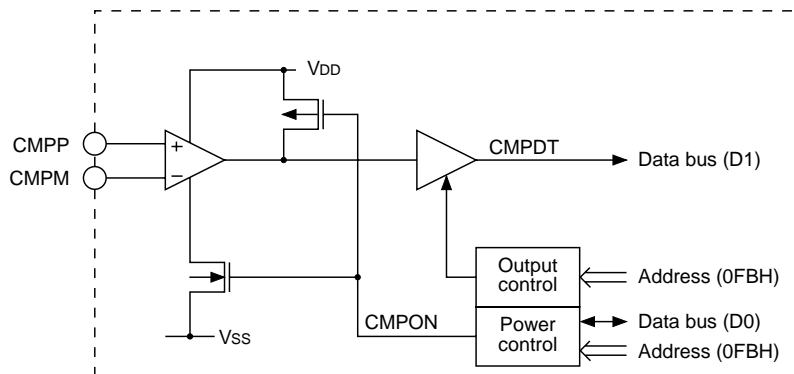 VDD
CMPP
+
CMPM
−
CMPDT
Data bus (D1)
Output
control
Address (0FBH)
CMPON
Power
control
Data bus (D0)
Address (0FBH)
VSS